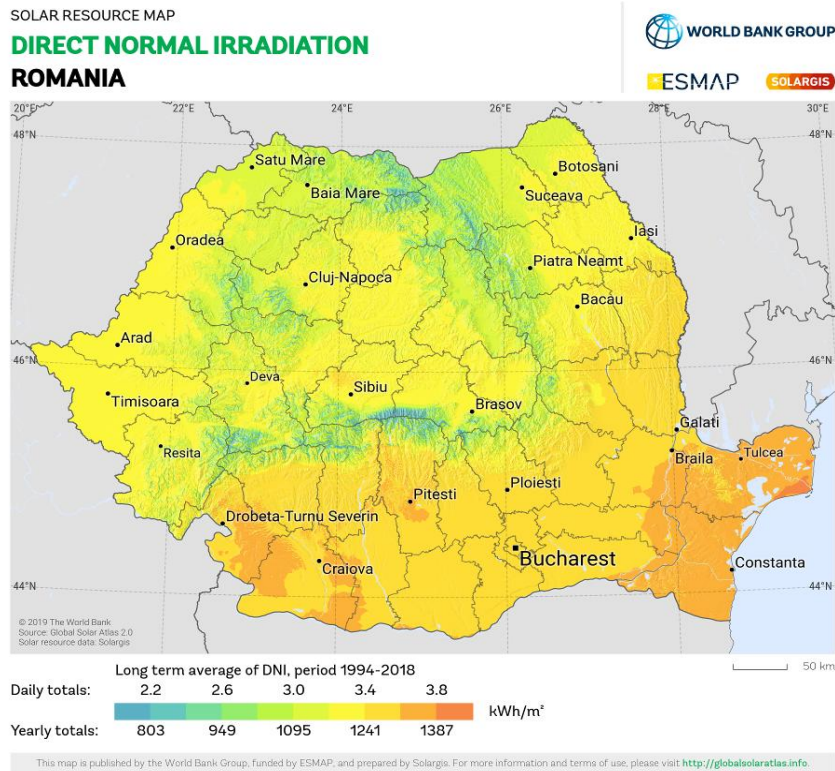 SOLAR RESOURCE MAP
DIRECT NORMAL IRRADIATION
ROMANIA
WORLD BANK GROUP
ESMAP
SOLARGIS
20°E 22°E 24°E 26°E 28°E 30°E
48°N 48°N
Satu Mare
Botosani
Baia Mare
Suceava
Iasi
Oradea
Piatra Neamt
Cluj-Napoca
Bacau
Arad
46°N 46°N
Deva
Sibiu
Timisoara
Brasov
Galati
Resita
Braila
Tulcea
Ploiesti
Pitesti
Drobeta-Turnu Severin
Bucharest
Craiova
Constanta
44°N 44°N
© 2019 The World Bank
Source: Global Solar Atlas 2.0
Solar resource data: Solargis
50 km
Long term average of DNI, period 1994-2018
Daily totals: 2.2 2.6 3.0 3.4 3.8
kWh/m²
Yearly totals: 803 949 1095 1241 1387
This map is published by the World Bank Group, funded by ESMAP, and prepared by Solargis. For more information and terms of use, please visit http://globalsolaratlas.info.